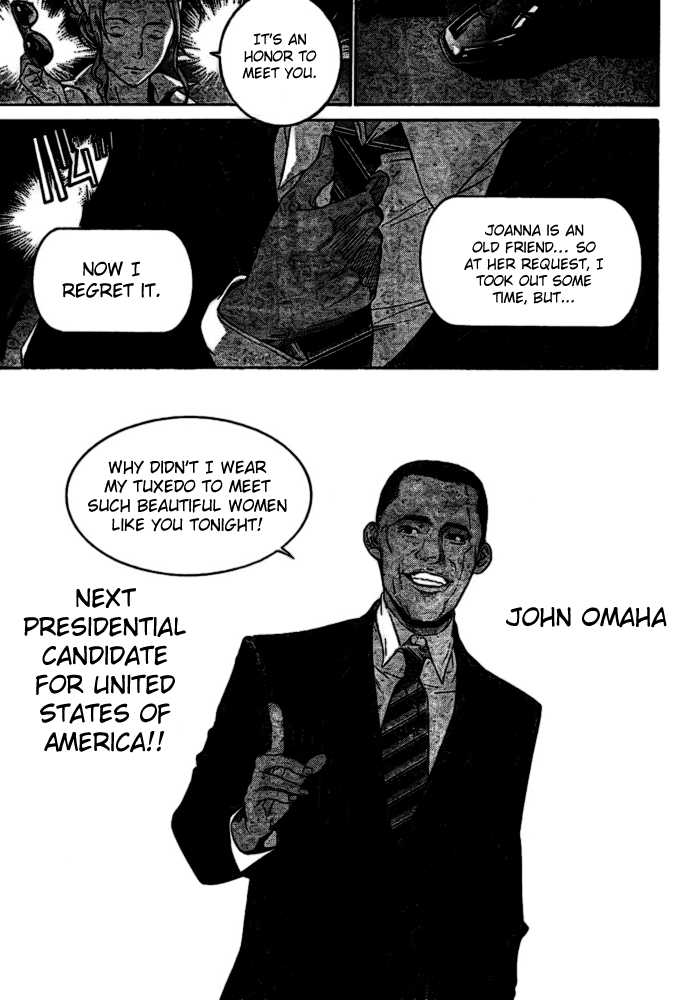 IT'S AN
HONOR TO
MEET YOU.
JOANNA IS AN
OLD FRIEND... SO
AT HER REQUEST, I
TOOK OUT SOME
TIME, BUT...
NOW I
REGRET IT.
WHY DIDN'T I WEAR
MY TUXEDO TO MEET
SUCH BEAUTIFUL WOMEN
LIKE YOU TONIGHT!
NEXT
PRESIDENTIAL
CANDIDATE
FOR UNITED
STATES OF
AMERICA!!
JOHN OMAHA